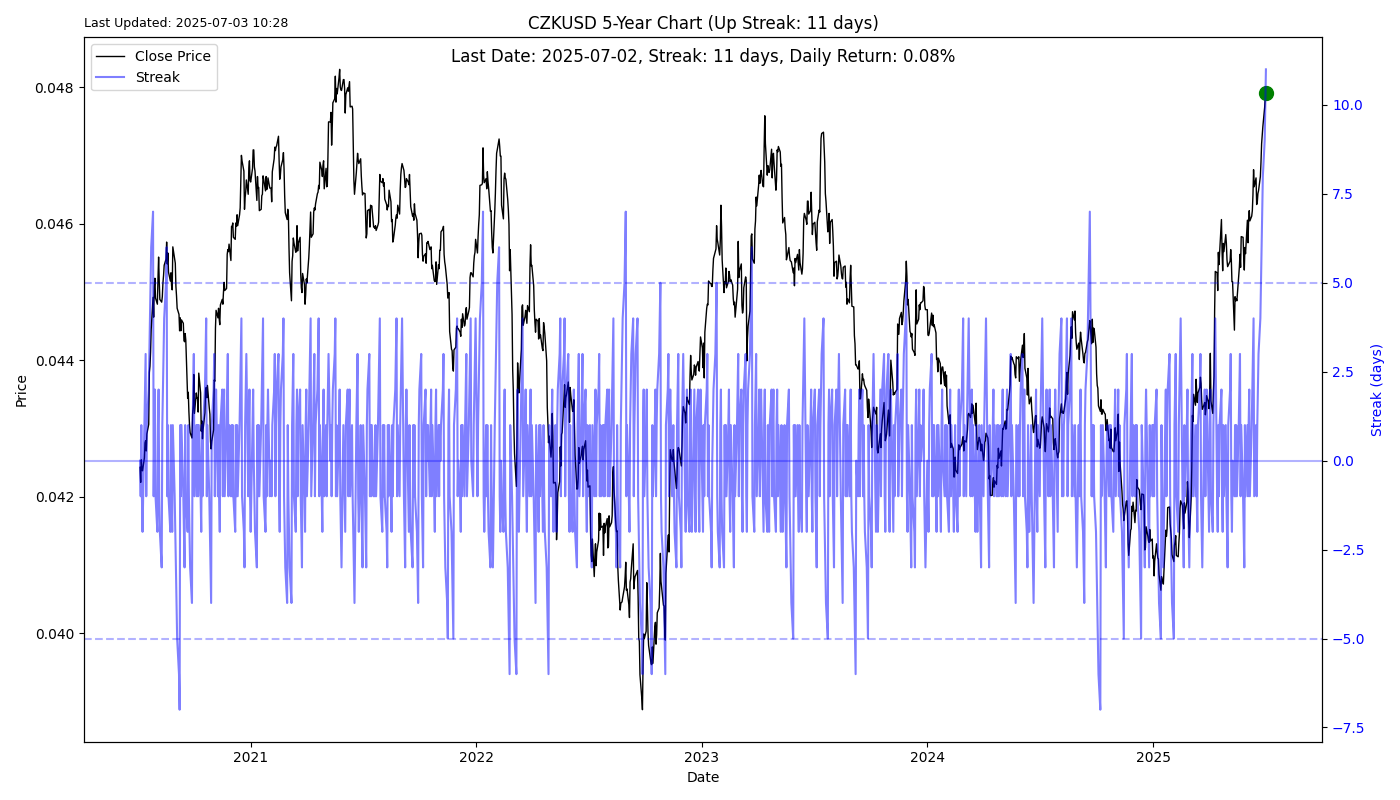 Last Updated: 2025-07-03 10:28
CZKUSD 5-Year Chart (Up Streak: 11 days)
Last Date: 2025-07-02, Streak: 11 days, Daily Return: 0.08%
Close Price
Streak
0.048
0.046
0.044
0.042
0.040
Price
10.0
7.5
5.0
2.5
0.0
−2.5
−5.0
−7.5
Streak (days)
2021
2022
2023
2024
2025
Date